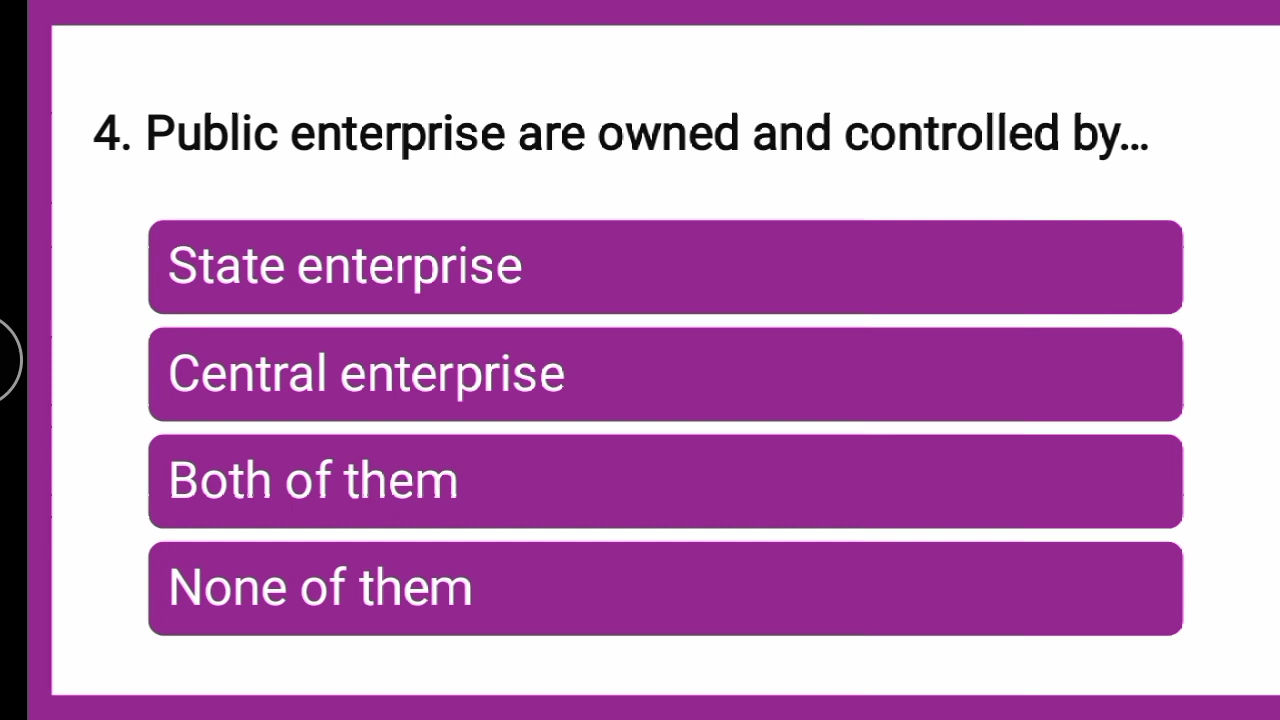 4. Public enterprise are owned and controlled by...
State enterprise
Central enterprise
Both of them
None of them